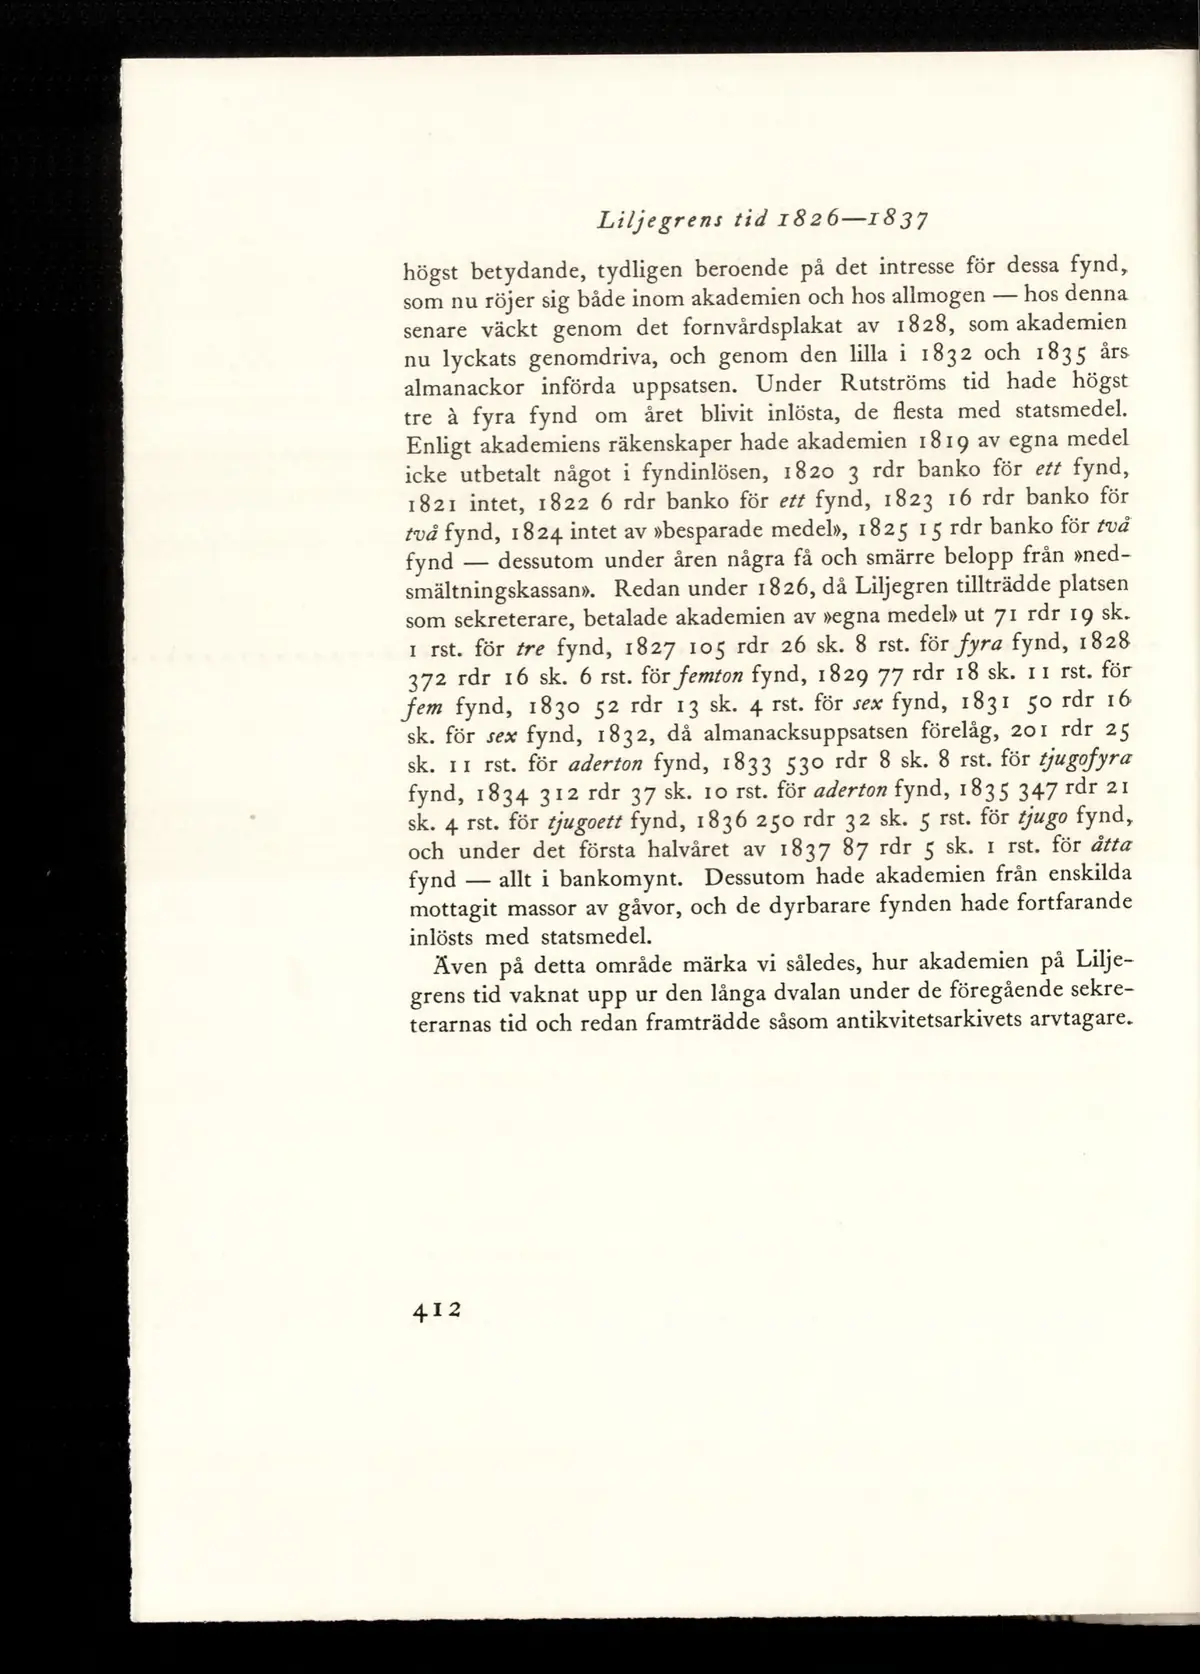 Liljegrens tid 1826—1837
högst betydande, tydligen beroende på det intresse för dessa fynd,
som nu röjer sig både inom akademien och hos allmogen — hos denna
senare väckt genom det fornvårdsplakat av 1828, som akademien
nu lyckats genomdriva, och genom den lilla i 1832 och 1835 års
almanackor införda uppsatsen. Under Rutströms tid hade högst
tre à fyra fynd om året blivit inlösta, de flesta med statsmedel.
Enligt akademiens räkenskaper hade akademien 1819 av egna medel
icke utbetalt något i fyndinlösen, 1820 3 rdr banko för ett fynd,
1821 intet, 1822 6 rdr banko för ett fynd, 1823 16 rdr banko för
två fynd, 1824 intet av »besparade medel», 1825 15 rdr banko för två
fynd — dessutom under åren några få och smärre belopp från »ned-
smältningskassan». Redan under 1826, då Liljegren tillträdde platsen
som sekreterare, betalade akademien av »egna medel» ut 71 rdr 19 sk.
1 rst. för tre fynd, 1827 105 rdr 26 sk. 8 rst. för fyra fynd, 1828
372 rdr 16 sk. 6 rst. för femton fynd, 1829 77 rdr 18 sk. 11 rst. för
fem fynd, 1830 52 rdr 13 sk. 4 rst. för sex fynd, 1831 50 rdr 16
sk. för sex fynd, 1832, då almanacksuppsatsen förelåg, 201 rdr 25
sk. 11 rst. för aderton fynd, 1833 530 rdr 8 sk. 8 rst. för tjugofyra
fynd, 1834 312 rdr 37 sk. 10 rst. för aderton fynd, 1835 347 rdr 21
sk. 4 rst. för tjugoett fynd, 1836 250 rdr 32 sk. 5 rst. för tjugo fynd,
och under det första halvåret av 1837 87 rdr 5 sk. 1 rst. för åtta
fynd — allt i bankomynt. Dessutom hade akademien från enskilda
mottagit massor av gåvor, och de dyrbarare fynden hade fortfarande
inlösts med statsmedel.
Även på detta område märka vi således, hur akademien på Lilje-
grens tid vaknat upp ur den långa dvalan under de föregående sekre-
terarnas tid och redan framträdde såsom antikvitetsarkivets arvtagare.
412